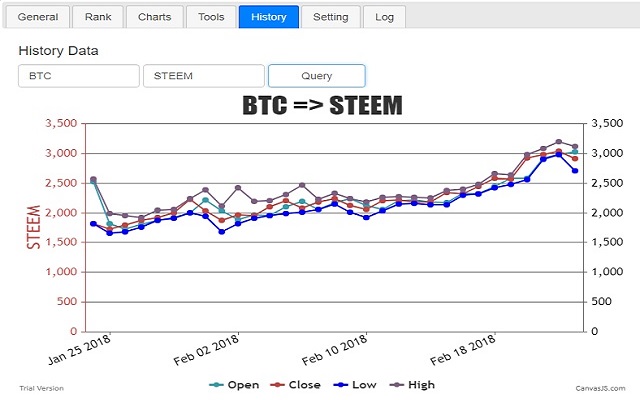 General Rank Charts Tools History Setting Log
History Data
BTC STEEM Query
BTC => STEEM
3,500 3,500
3,000 3,000
2,500 2,500
2,000 2,000
1,500 1,500
1,000 1,000
500 500
0 0
STEEM
Jan 25 2018 Feb 02 2018 Feb 10 2018 Feb 18 2018
Open Close Low High
Trial Version CanvasJS.com